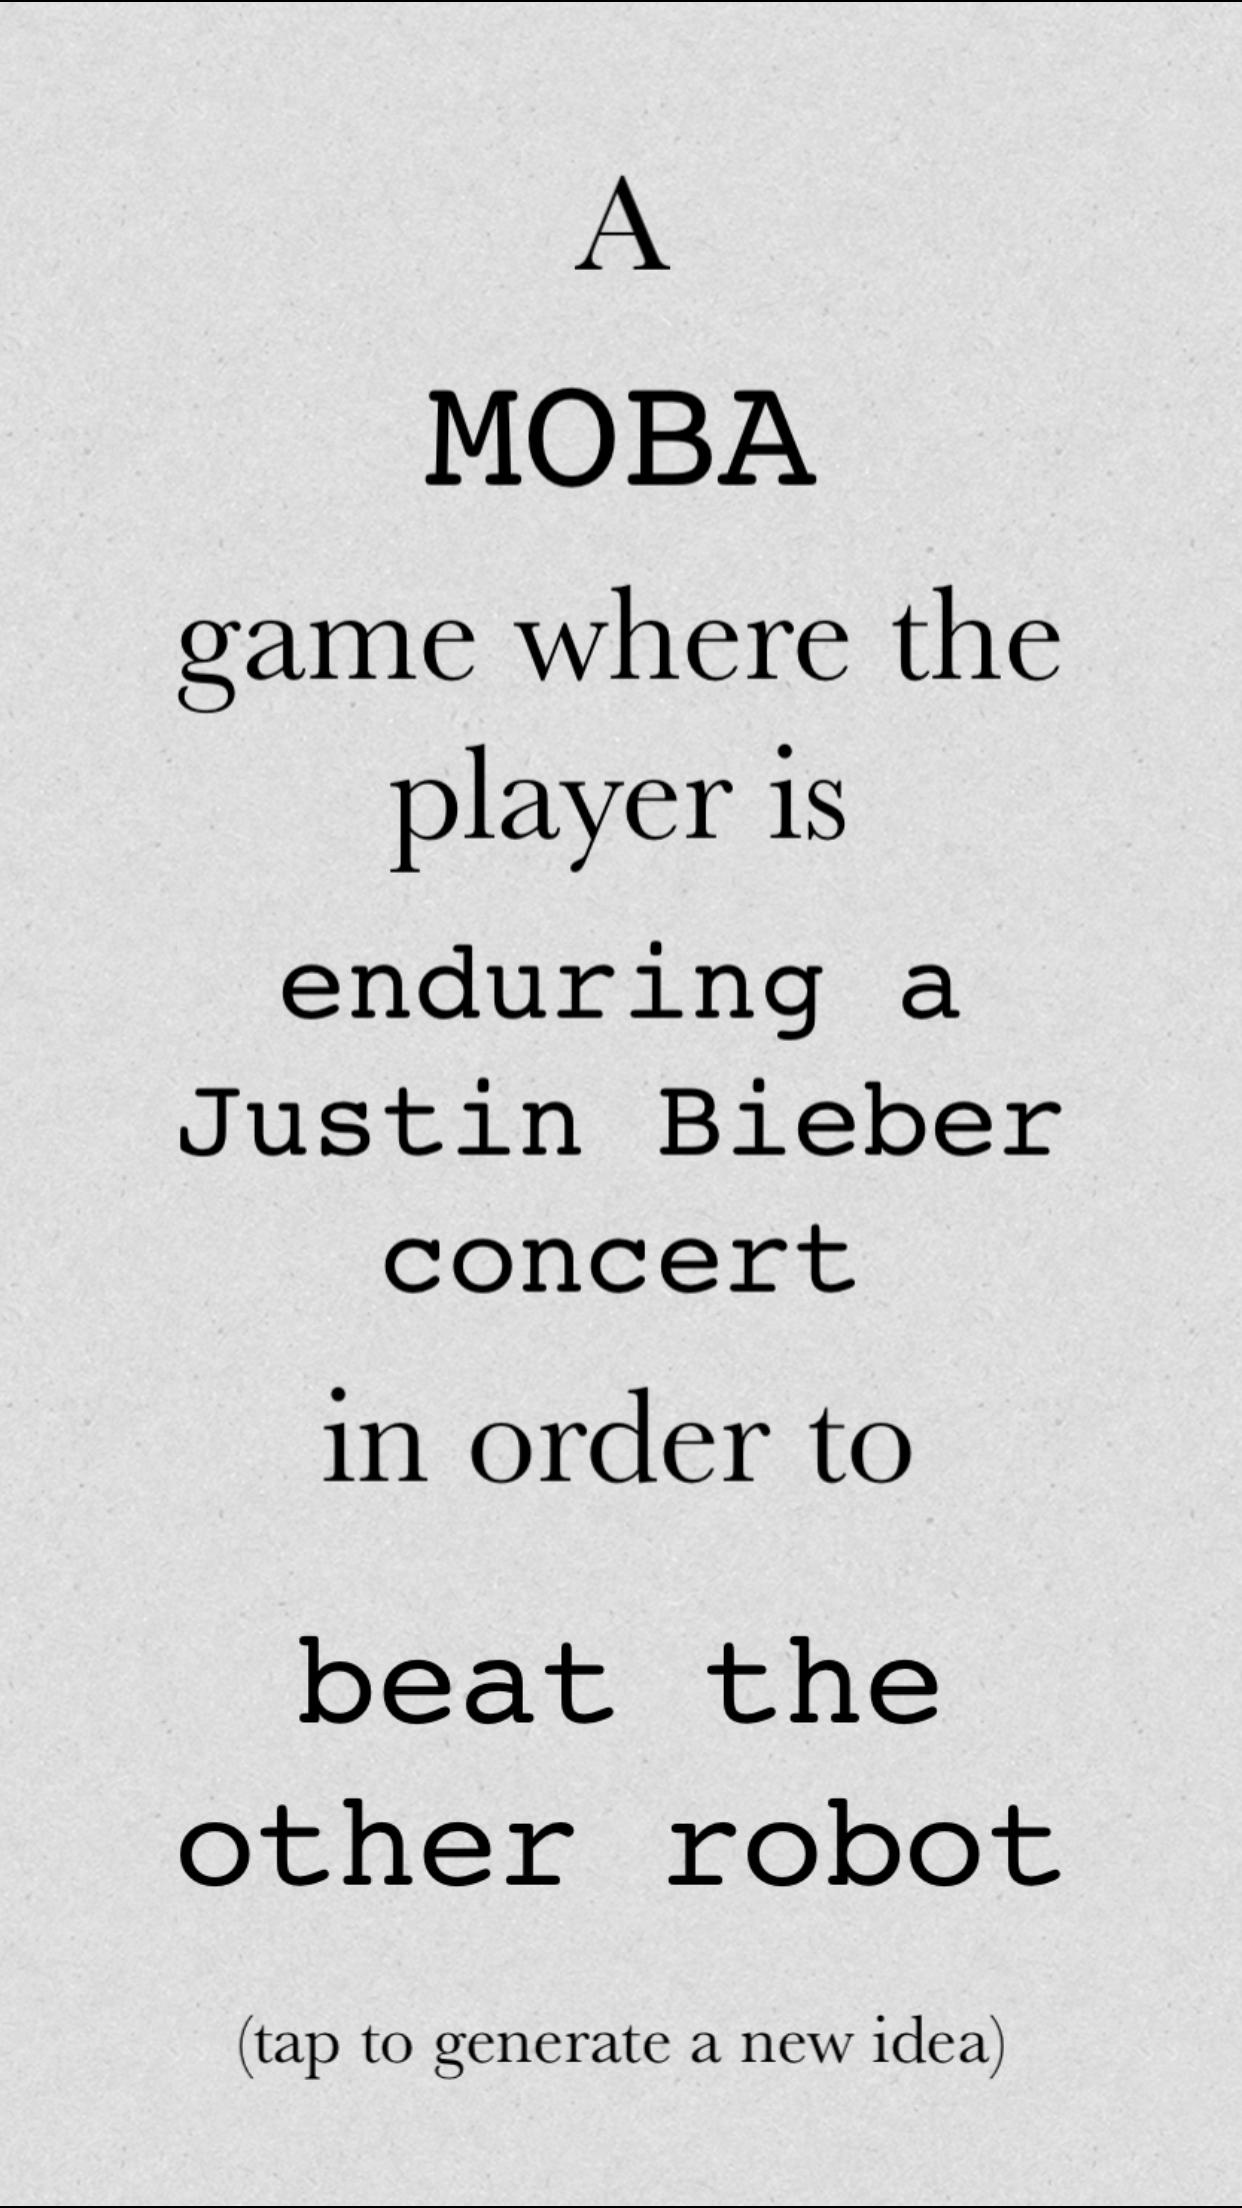 A
MOBA
game where the
player is
enduring a
Justin Bieber
concert
in order to
beat the
other robot
(tap to generate a new idea)